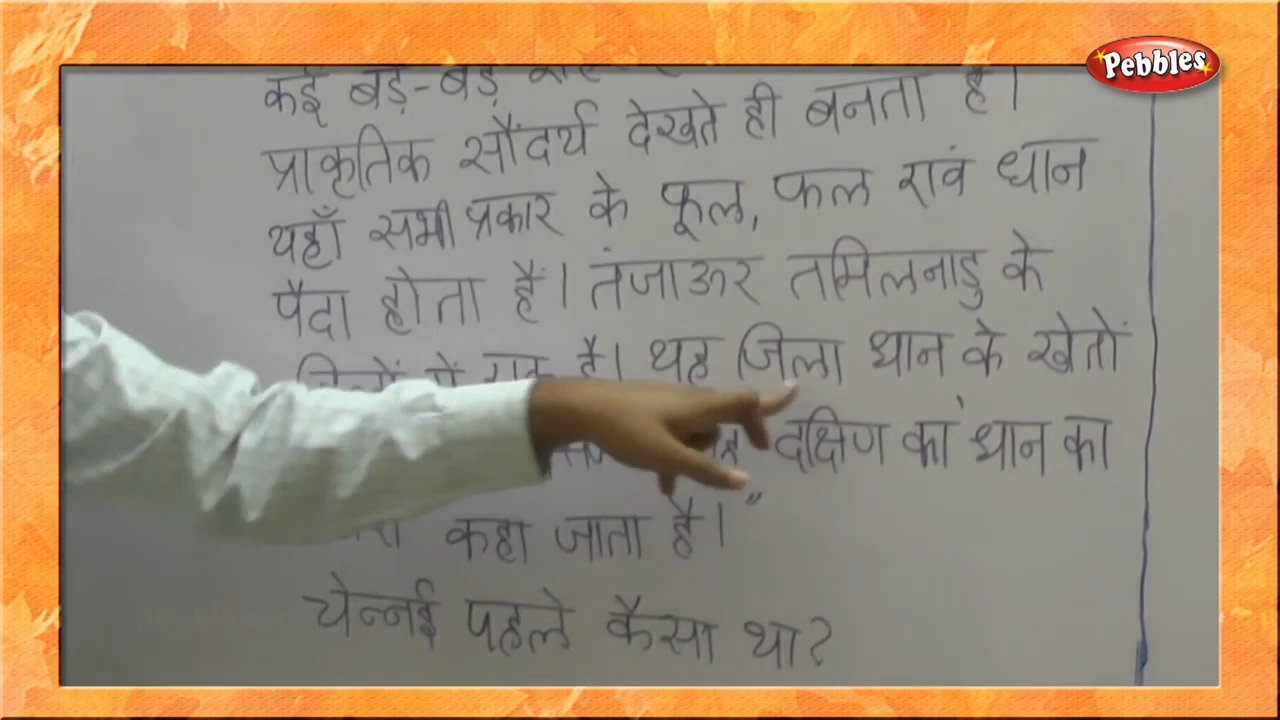 Pebbles
कई बड़े-बड़े
प्राकृतिक सौंदर्य देखते ही बनता है।
यहाँ सभी प्रकार के फूल, फल एवं धान
पैदा होता है। तंजाऊर तमिलनाडु के
में एक है। यह जिला धान के खेतों
दक्षिण का धान का
कहा जाता है।”
चेन्नई पहले कैसा था?